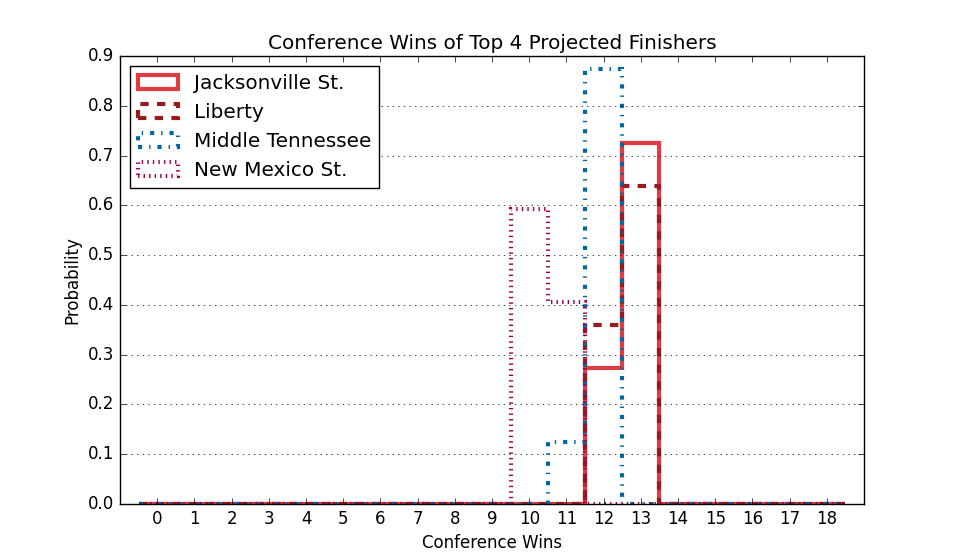 Conference Wins of Top 4 Projected Finishers
0.9
0.8
0.7
0.6
0.5
0.4
0.3
0.2
0.1
0.0
Probability
Jacksonville St.
Liberty
Middle Tennessee
New Mexico St.
0 1 2 3 4 5 6 7 8 9 10 11 12 13 14 15 16 17 18
Conference Wins